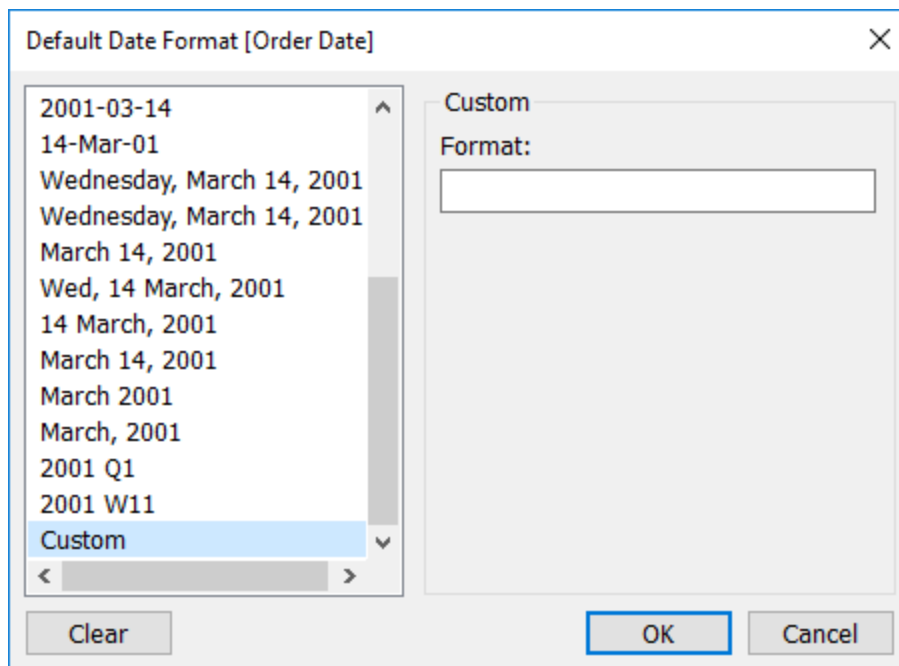 Default Date Format [Order Date]
2001-03-14
14-Mar-01
Wednesday, March 14, 2001
Wednesday, March 14, 2001
March 14, 2001
Wed, 14 March, 2001
14 March, 2001
March 14, 2001
March 2001
March, 2001
2001 Q1
2001 W11
Custom
Custom
Format:
Clear
OK
Cancel